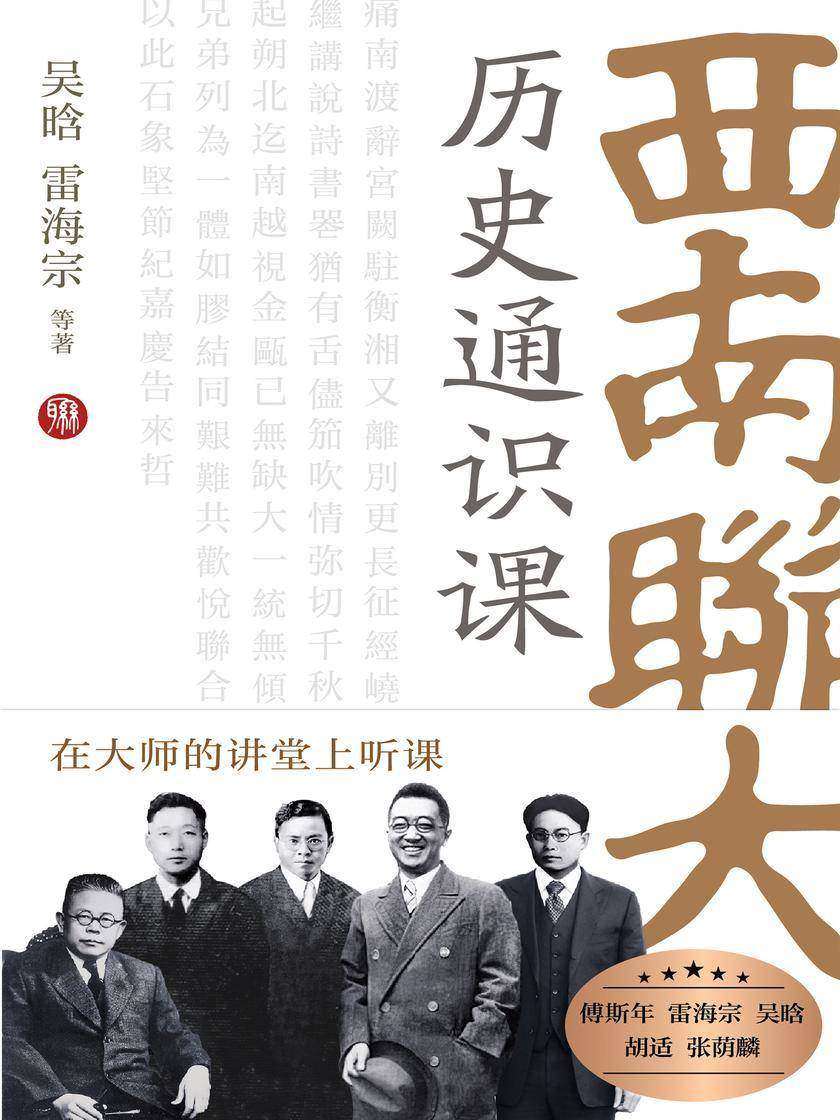 西南聯大
历史通识课
痛南渡辭宮闕駐衡湘又離別更長征經嶢
繼講說詩書喪猶有舌儘笳吹情弥切千秋
起朔北迄南越視金甌已無缺大一統無傾
兄弟列為一體如膠結同艱難共歡悅聯合
以此石象堅節紀嘉慶告來哲
吴晗 雷海宗 等著
聯
在大师的讲堂上听课
傅斯年 雷海宗 吴晗
胡适 张荫麟